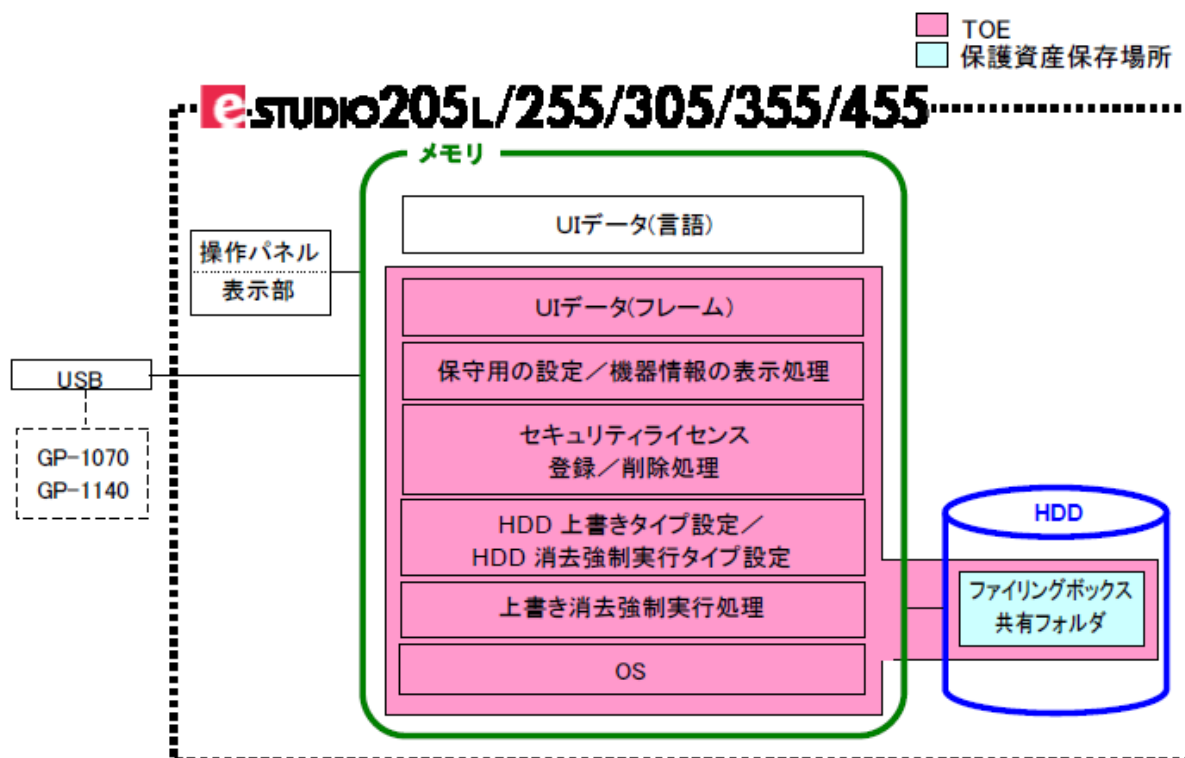 TOE
保護資産保存場所
e-STUDIO205L/255/305/355/455
メモリ
UIデータ(言語)
操作パネル
表示部
UIデータ(フレーム)
保守用の設定／機器情報の表示処理
USB
セキュリティライセンス
登録／削除処理
GP-1070
GP-1140
HDD 上書きタイプ設定／
HDD 消去強制実行タイプ設定
上書き消去強制実行処理
OS
HDD
ファイリングボックス
共有フォルダ